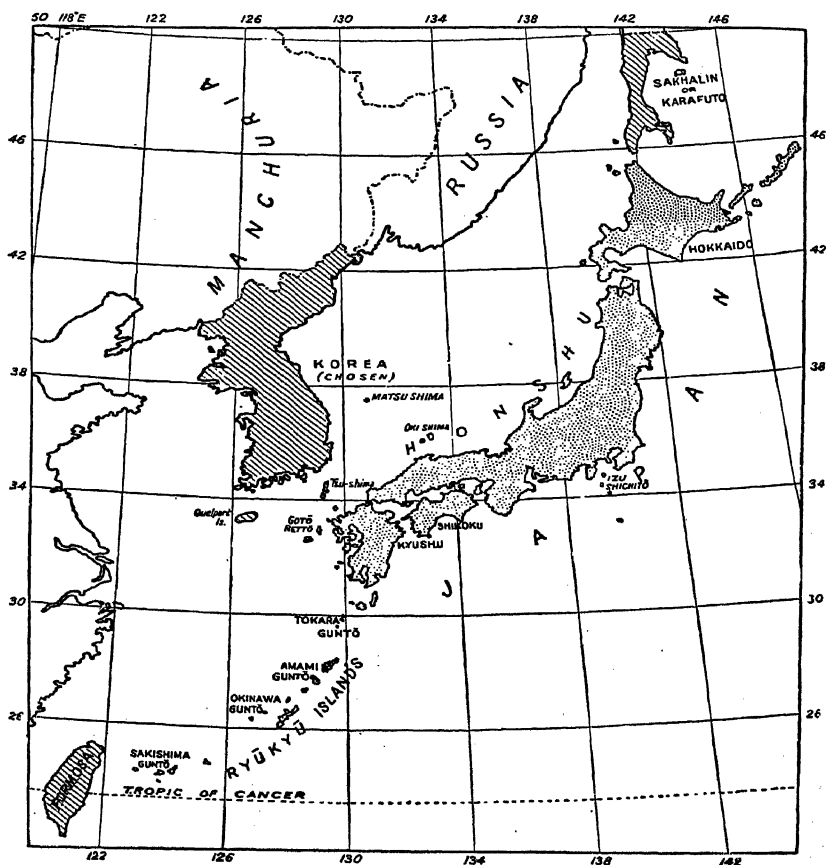 50 118°E 122 126 130 134 138 142 146
SAKHALIN
OR
KARAFUTO
MANCHURIA
RUSSIA
46 46
HOKKAIDO
42 42
KOREA
(CHOSEN)
MATSU SHIMA
38 38
HONSHU
OKI SHIMA
Tsu-shima
IZU
SHICHITŌ
34 34
Quelpart
Is.
GOTŌ
RETTŌ
SHIKOKU
KYUSHU
JAPAN
30 30
TOKARA
GUNTŌ
AMAMI
GUNTŌ
OKINAWA
GUNTŌ
RYŪKYŪ ISLANDS
26 26
SAKISHIMA
GUNTŌ
FORMOSA
TROPIC OF CANCER
122 126 130 134 138 142